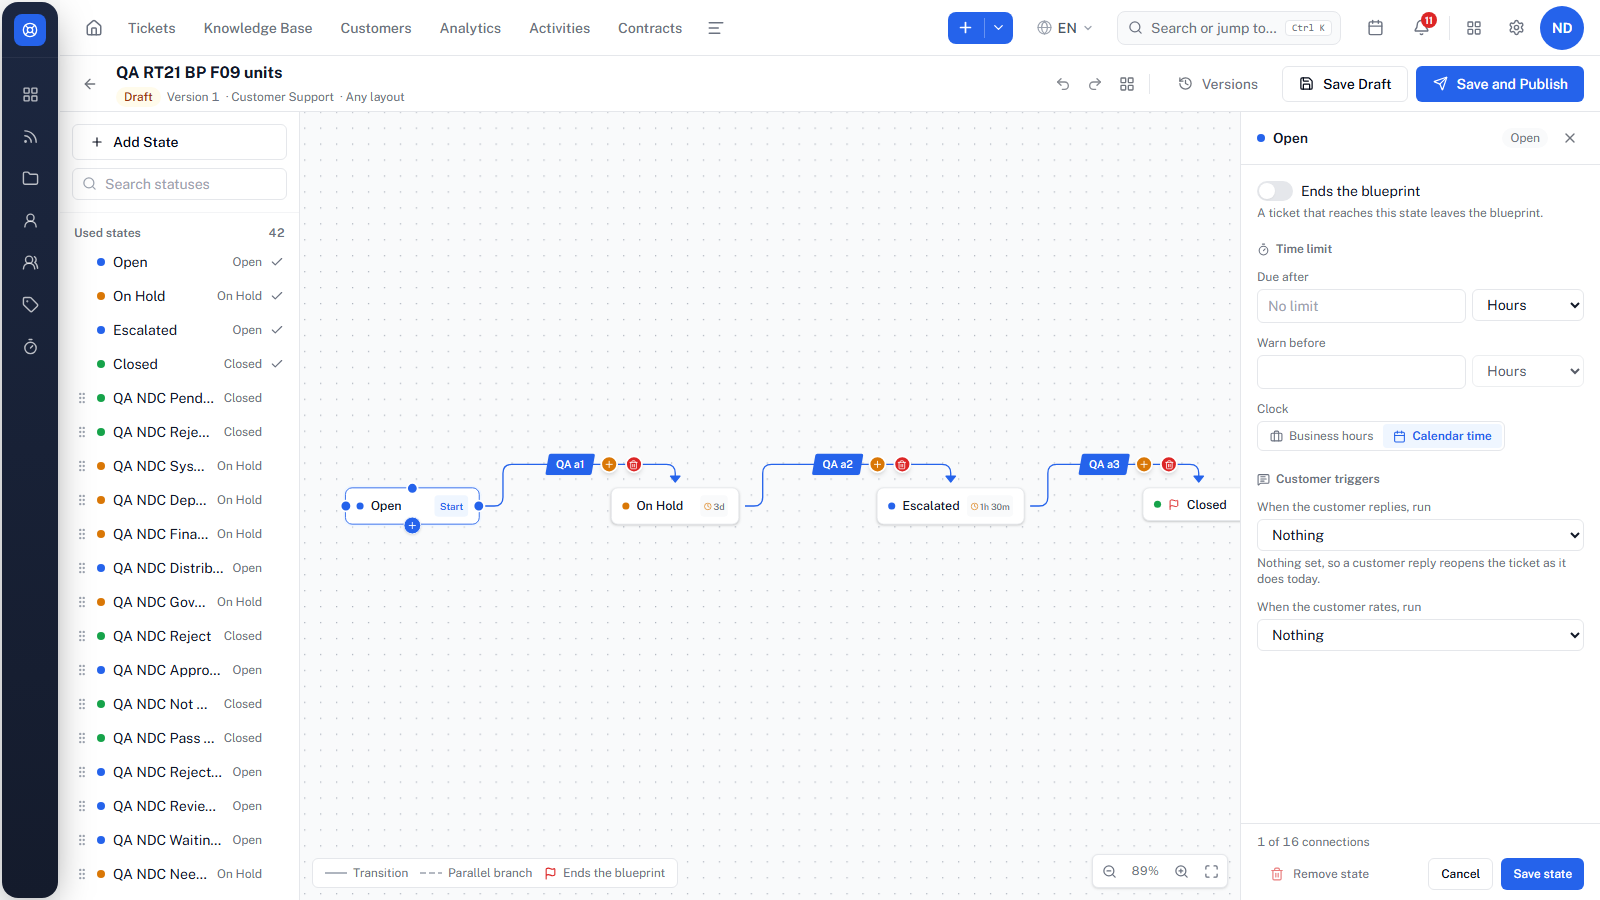 Tickets
Knowledge Base
Customers
Analytics
Activities
Contracts
EN
Search or jump to...
Ctrl K
11
ND
QA RT21 BP F09 units
Draft
Version 1 · Customer Support · Any layout
Versions
Save Draft
Save and Publish
Add State
Search statuses
Used states 42
Open Open
On Hold On Hold
Escalated Open
Closed Closed
QA NDC Pend... Closed
QA NDC Reje... Closed
QA NDC Sys... On Hold
QA NDC Dep... On Hold
QA NDC Fina... On Hold
QA NDC Distrib... Open
QA NDC Gov... On Hold
QA NDC Reject Closed
QA NDC Appro... Open
QA NDC Not ... Closed
QA NDC Pass ... Closed
QA NDC Reject... Open
QA NDC Revie... Open
QA NDC Waitin... Open
QA NDC Nee... On Hold
QA a1
QA a2
QA a3
Open Start
On Hold 3d
Escalated 1h 30m
Closed
Transition
Parallel branch
Ends the blueprint
89%
Open
Open
Ends the blueprint
A ticket that reaches this state leaves the blueprint.
Time limit
Due after
No limit
Hours
Warn before
Hours
Clock
Business hours
Calendar time
Customer triggers
When the customer replies, run
Nothing
Nothing set, so a customer reply reopens the ticket as it
does today.
When the customer rates, run
Nothing
1 of 16 connections
Remove state
Cancel
Save state